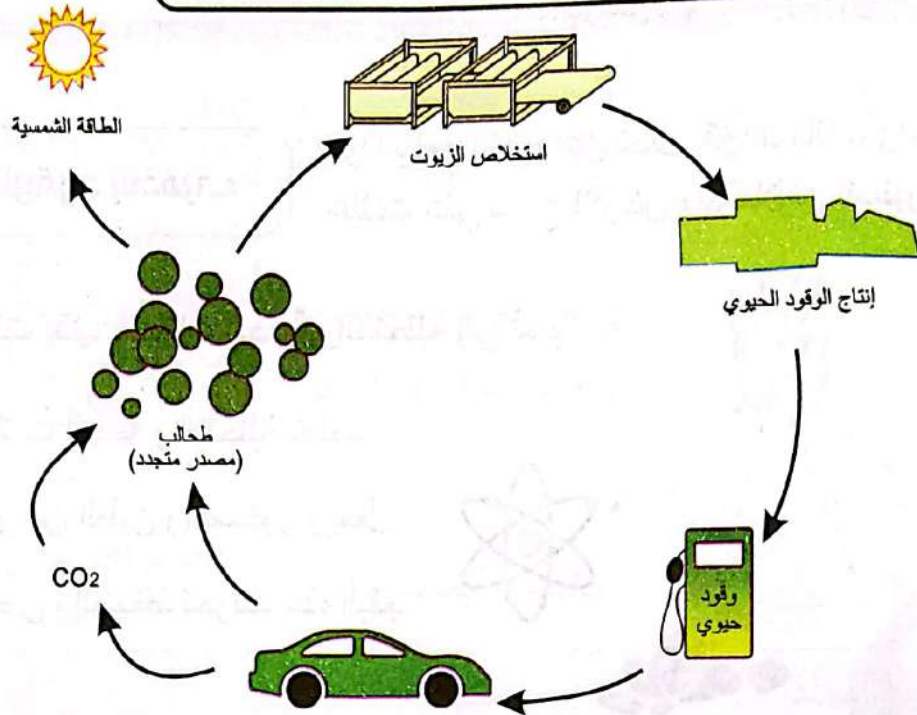 الطاقة الشمسية
استخلاص الزيوت
إنتاج الوقود الحيوي
طحالب
(مصدر متجدد)
وقود
حيوي
CO2